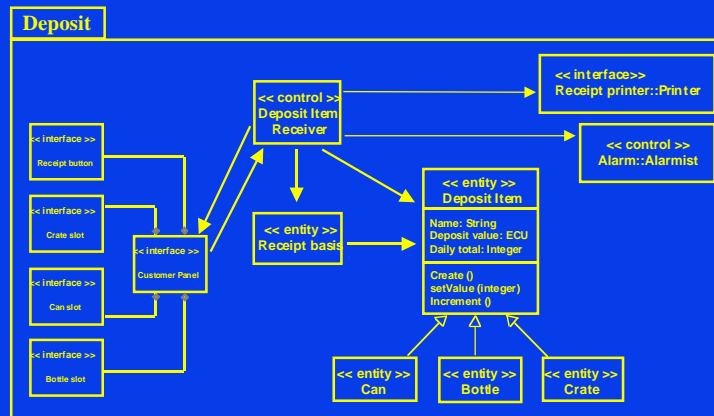 Deposit
<< interface>>
Receipt printer::Printer
<< control >>
Deposit Item
Receiver
<< interface >>
Receipt button
<< control >>
Alarm::Alarmist
<< entity >>
Deposit Item
Name: String
Deposit value: ECU
Daily total: Integer
Create ()
setValue (integer)
Increment ()
<< interface >>
Crate slot
<< entity >>
Receipt basis
<< interface >>
Customer Panel
<< interface >>
Can slot
<< interface >>
Bottle slot
<< entity >>
Can
<< entity >>
Bottle
<< entity >>
Crate